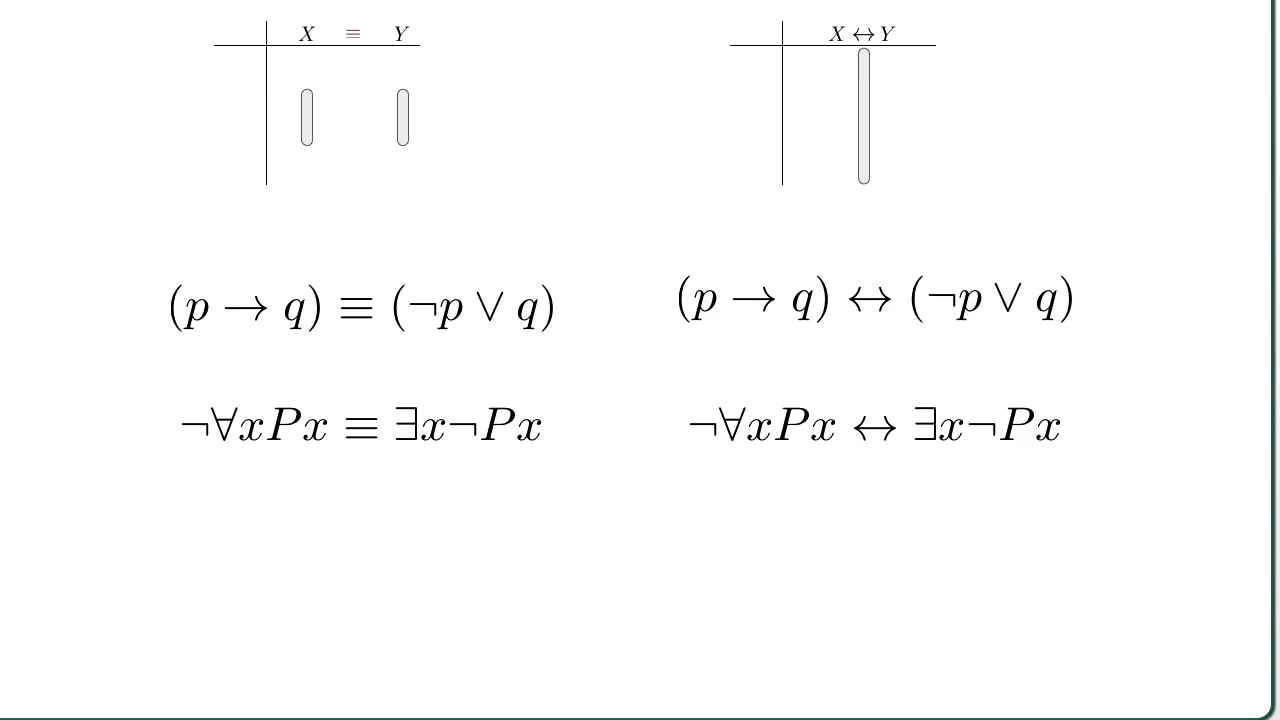 X ≡ Y
X ↔ Y
(p → q) ≡ (¬p ∨ q)
(p → q) ↔ (¬p ∨ q)
¬∀xPx ≡ ∃x¬Px
¬∀xPx ↔ ∃x¬Px